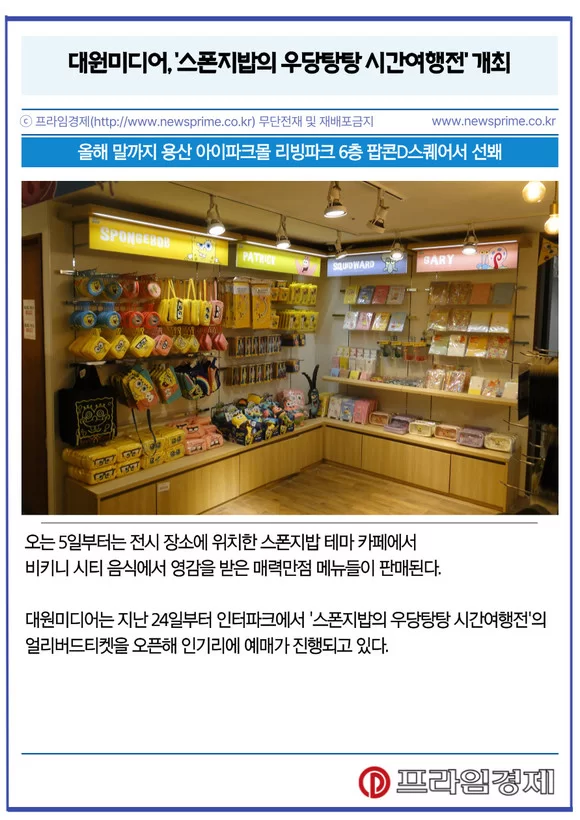 대원미디어, '스폰지밥의 우당탕탕 시간여행전' 개최
ⓒ 프라임경제(http://www.newsprime.co.kr) 무단전재 및 재배포금지
www.newsprime.co.kr
올해 말까지 용산 아이파크몰 리빙파크 6층 팝콘D스퀘어서 선봬
SPONGEBOB
PATRICK
SQUIDWARD
GARY
오는 5일부터는 전시 장소에 위치한 스폰지밥 테마 카페에서
비키니 시티 음식에서 영감을 받은 매력만점 메뉴들이 판매된다.
대원미디어는 지난 24일부터 인터파크에서 '스폰지밥의 우당탕탕 시간여행전'의
얼리버드티켓을 오픈해 인기리에 예매가 진행되고 있다.
프라임경제